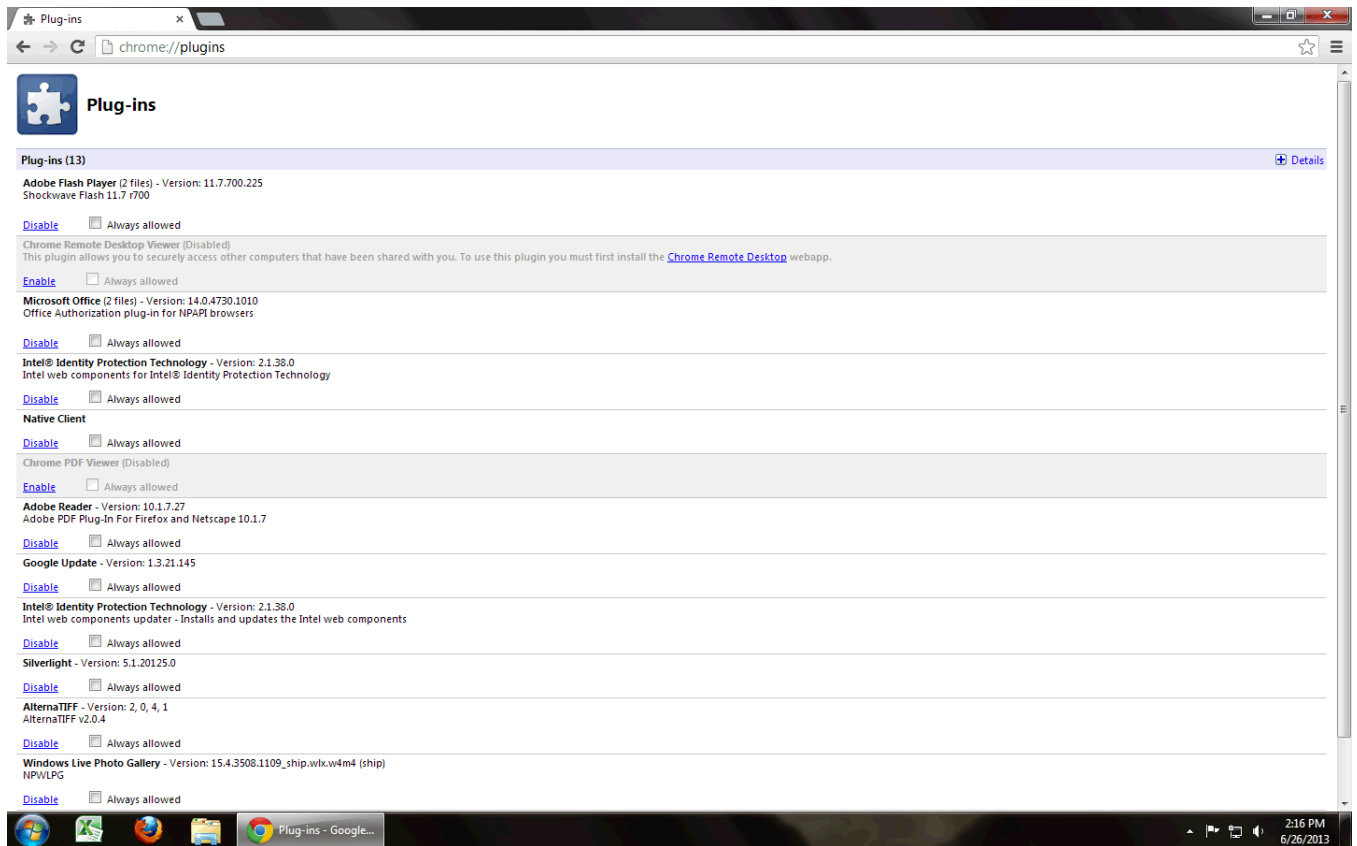 Plug-ins
chrome://plugins
Plug-ins
Plug-ins (13)
Details
Adobe Flash Player (2 files) - Version: 11.7.700.225
Shockwave Flash 11.7 r700
Disable Always allowed
Chrome Remote Desktop Viewer (Disabled)
This plugin allows you to securely access other computers that have been shared with you. To use this plugin you must first install the Chrome Remote Desktop webapp.
Enable Always allowed
Microsoft Office (2 files) - Version: 14.0.4730.1010
Office Authorization plug-in for NPAPI browsers
Disable Always allowed
Intel® Identity Protection Technology - Version: 2.1.38.0
Intel web components for Intel® Identity Protection Technology
Disable Always allowed
Native Client
Disable Always allowed
Chrome PDF Viewer (Disabled)
Enable Always allowed
Adobe Reader - Version: 10.1.7.27
Adobe PDF Plug-In For Firefox and Netscape 10.1.7
Disable Always allowed
Google Update - Version: 1.3.21.145
Disable Always allowed
Intel® Identity Protection Technology - Version: 2.1.38.0
Intel web components updater - Installs and updates the Intel web components
Disable Always allowed
Silverlight - Version: 5.1.20125.0
Disable Always allowed
AlternaTIFF - Version: 2, 0, 4, 1
AlternaTIFF v2.0.4
Disable Always allowed
Windows Live Photo Gallery - Version: 15.4.3508.1109_ship.wlx.w4m4 (ship)
NPWLPG
Disable Always allowed
Plug-ins - Google...
2:16 PM
6/26/2013